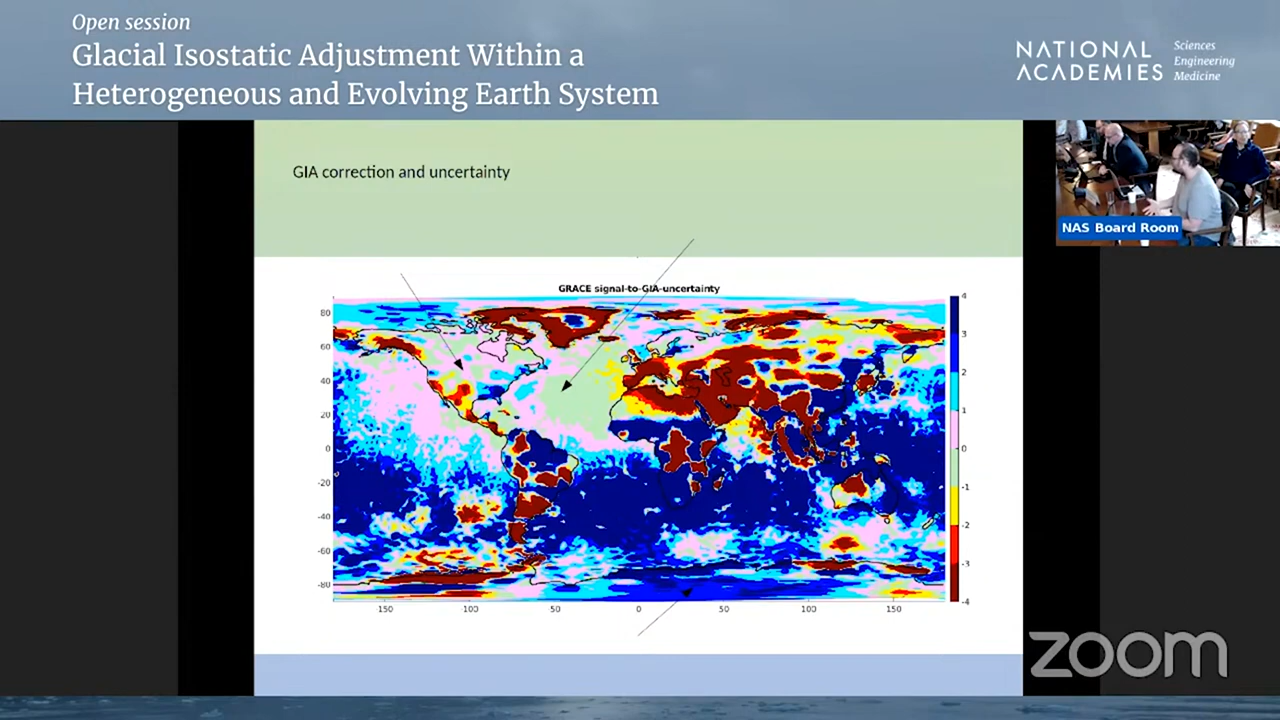 Open session
Glacial Isostatic Adjustment Within a
Heterogeneous and Evolving Earth System
NATIONAL
ACADEMIES
Sciences
Engineering
Medicine
GIA correction and uncertainty
NAS Board Room
GRACE signal-to-GIA-uncertainty
80
60
40
20
0
-20
-40
-60
-80
150
100
50
0
50
100
150
4
3
2
1
0
-1
-2
-3
-4
zoom